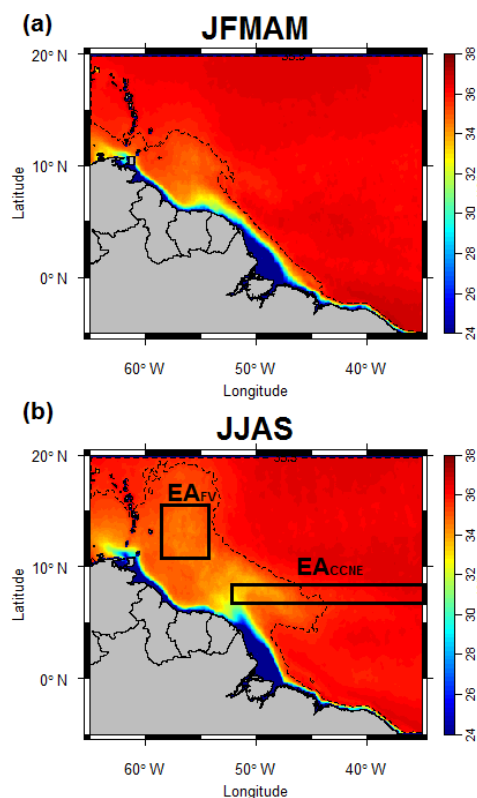 (a)
JFMAM
20° N
10° N
0° N
Latitude
60° W
50° W
40° W
Longitude
38
36
34
32
30
28
26
24
(b)
JJAS
20° N
10° N
0° N
Latitude
EAFV
EACCNE
60° W
50° W
40° W
Longitude
38
36
34
32
30
28
26
24